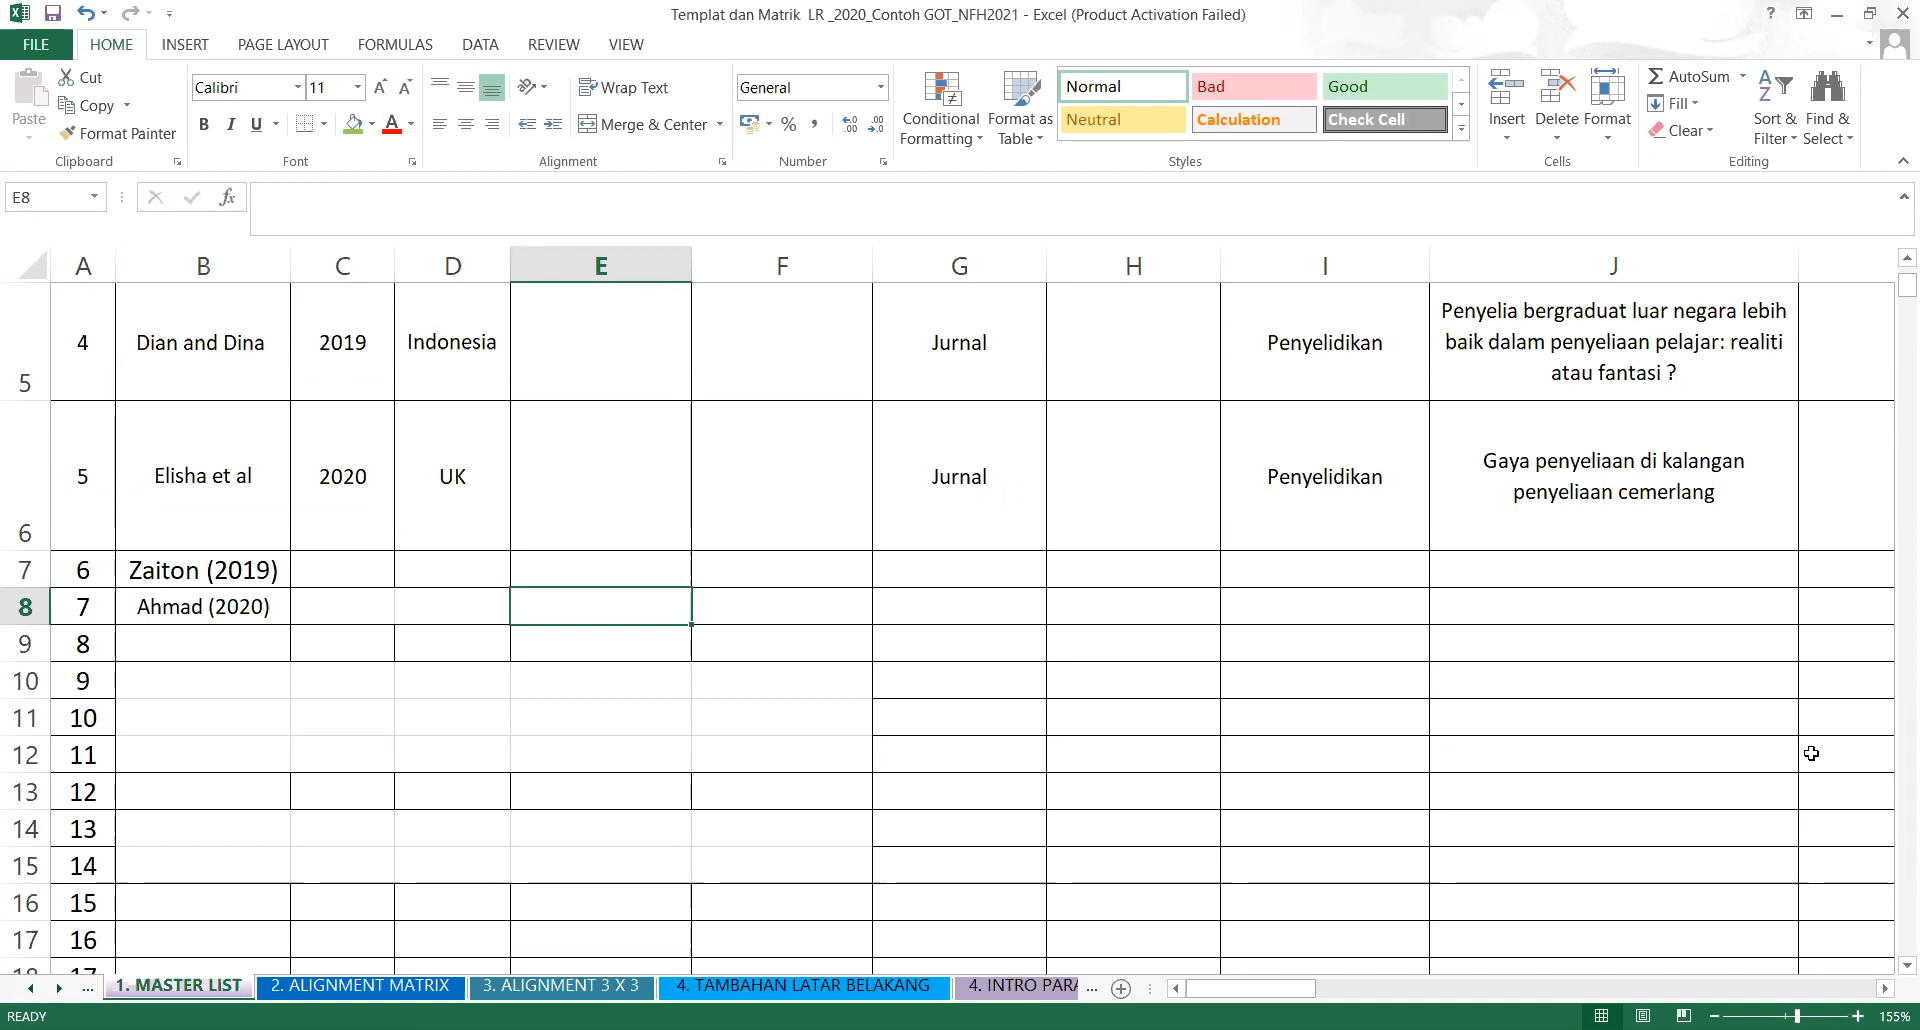 Templat dan Matrik LR _2020_Contoh GOT_NFH2021 - Excel (Product Activation Failed)
?
FILE HOME INSERT PAGE LAYOUT FORMULAS DATA REVIEW VIEW
Paste
Cut
Copy
Format Painter
Clipboard
Calibri 11
B I U
Font
Wrap Text
Merge & Center
Alignment
General
Number
Conditional Formatting
Format as Table
Normal Bad Good
Neutral Calculation Check Cell
Styles
Insert Delete Format
Cells
AutoSum
Fill
Clear
Sort & Filter
Find & Select
Editing
E8
fx
A B C D E F G H I J
5 4 Dian and Dina 2019 Indonesia Jurnal Penyelidikan Penyelia bergraduat luar negara lebih
baik dalam penyeliaan pelajar: realiti
atau fantasi ?
6 5 Elisha et al 2020 UK Jurnal Penyelidikan Gaya penyeliaan di kalangan
penyeliaan cemerlang
7 6 Zaiton (2019)
8 7 Ahmad (2020)
9 8
10 9
11 10
12 11
13 12
14 13
15 14
16 15
17 16
18 17
... 1. MASTER LIST 2. ALIGNMENT MATRIX 3. ALIGNMENT 3 X 3 4. TAMBAHAN LATAR BELAKANG 4. INTRO PARA ...
READY 155%